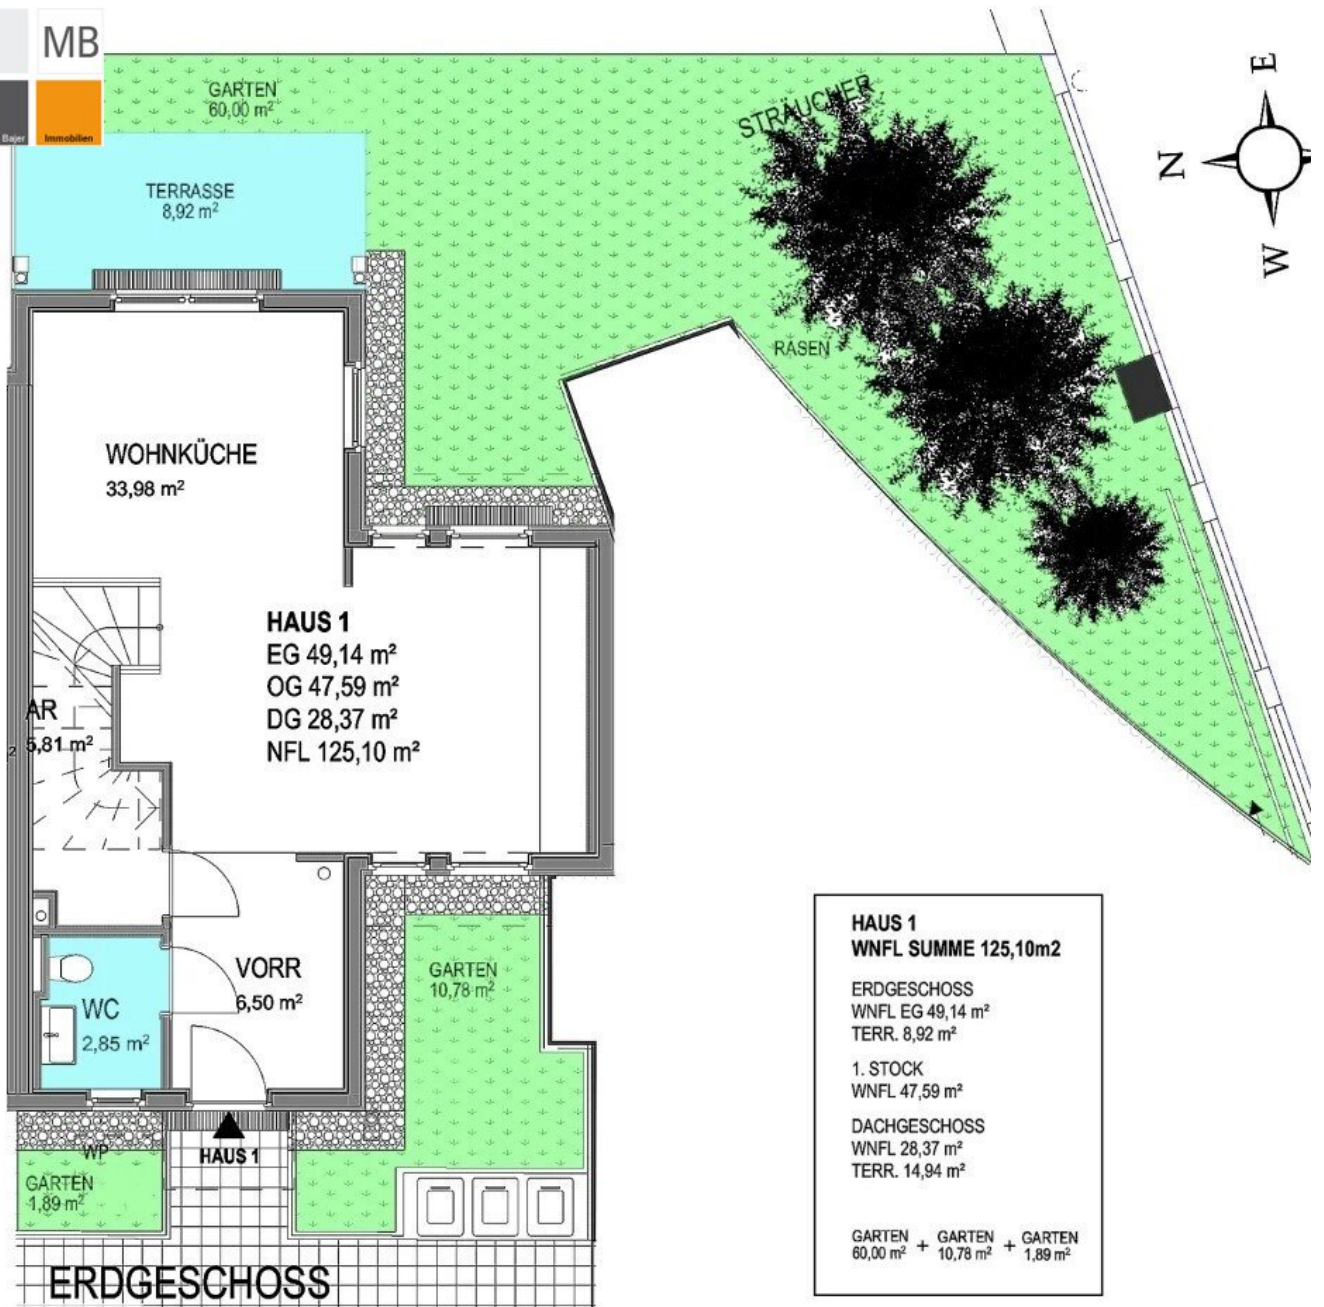 MB
Bajer
Immobilien
GARTEN
60,00 m²
STRÄUCHER
E
N
W
TERRASSE
8,92 m²
RASEN
WOHNKÜCHE
33,98 m²
HAUS 1
EG 49,14 m²
OG 47,59 m²
DG 28,37 m²
NFL 125,10 m²
AR
5,81 m²
2
VORR
6,50 m²
WC
2,85 m²
GARTEN
10,78 m²
WP
HAUS 1
GARTEN
1,89 m²
ERDGESCHOSS
HAUS 1
WNFL SUMME 125,10m2
ERDGESCHOSS
WNFL EG 49,14 m²
TERR. 8,92 m²
1. STOCK
WNFL 47,59 m²
DACHGESCHOSS
WNFL 28,37 m²
TERR. 14,94 m²
GARTEN + GARTEN + GARTEN
60,00 m² 10,78 m² 1,89 m²